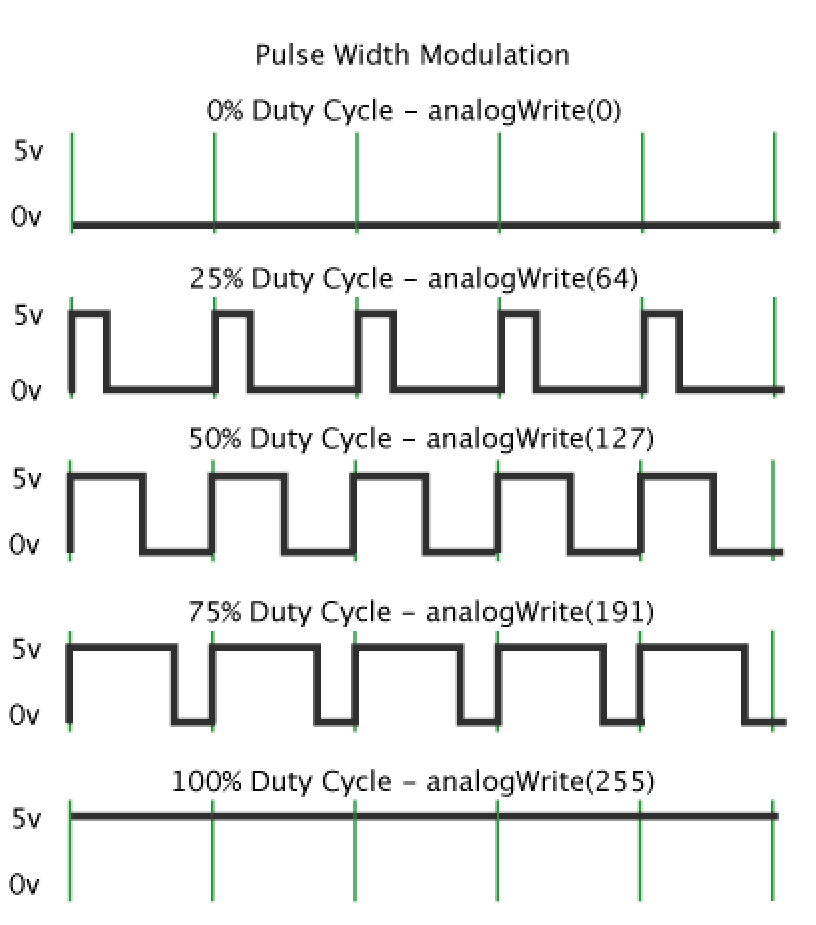 Pulse Width Modulation
0% Duty Cycle – analogWrite(0)
5v
0v
25% Duty Cycle – analogWrite(64)
5v
0v
50% Duty Cycle – analogWrite(127)
5v
0v
75% Duty Cycle – analogWrite(191)
5v
0v
100% Duty Cycle – analogWrite(255)
5v
0v